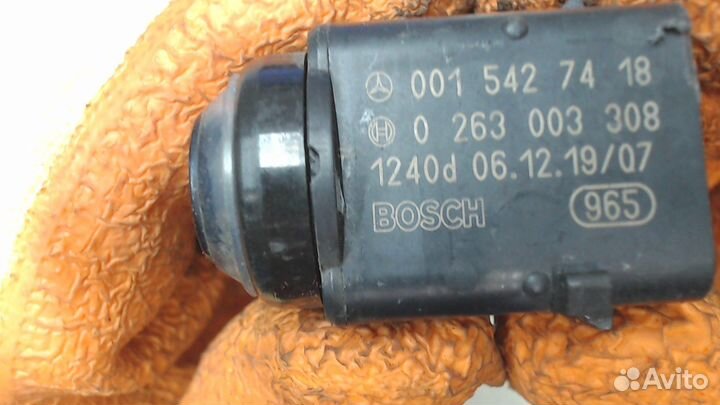 001 542 74 18
0 263 003 308
1240d 06.12.19/07
BOSCH 965
Avito